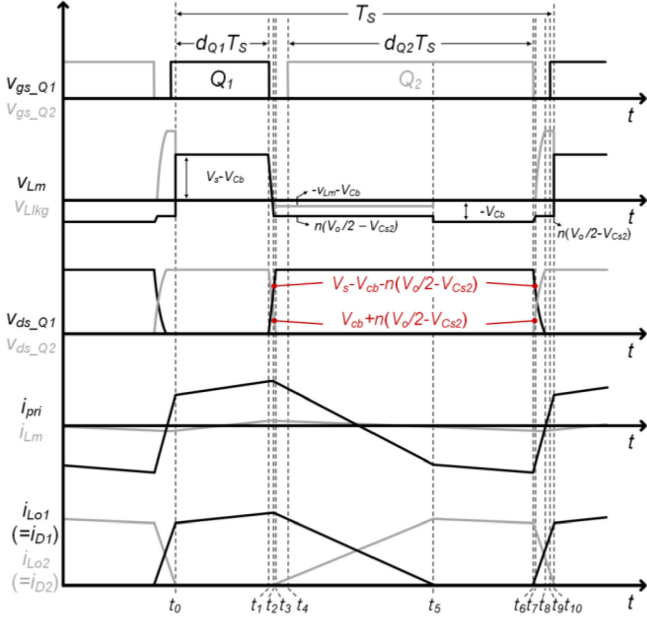 T_S
d_Q1T_S
d_Q2T_S
v_gs_Q1
v_gs_Q2
Q_1
Q_2
t
v_Lm
v_Llkg
V_s-V_Cb
-v_Lm-V_Cb
n(V_o/2 – V_Cs2)
-V_Cb
n(V_o/2-V_Cs2)
t
v_ds_Q1
v_ds_Q2
V_s-V_cb-n(V_o/2-V_Cs2)
V_cb+n(V_o/2-V_Cs2)
t
i_pri
i_Lm
t
i_Lo1
(=i_D1)
i_Lo2
(=i_D2)
t_0 t_1 t_2 t_3 t_4 t_5 t_6 t_7 t_8 t_9 t_10 t